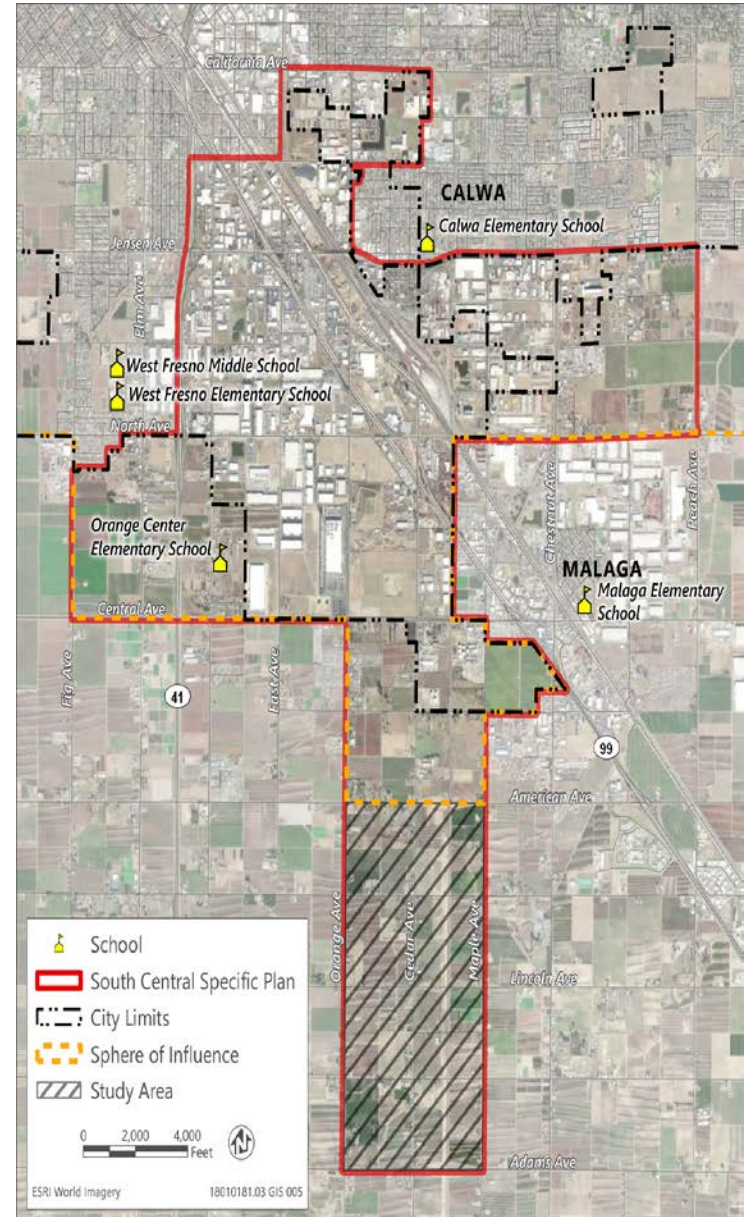 California Ave
CALWA
Calwa Elementary School
Jensen Ave
Elm Ave
West Fresno Middle School
West Fresno Elementary School
North Ave
Chestnut Ave
Peach Ave
Orange Center
Elementary School
MALAGA
Malaga Elementary
School
Central Ave
Fig Ave
41
East Ave
99
American Ave
Orange Ave
Cedar Ave
Maple Ave
Lincoln Ave
Adams Ave
School
South Central Specific Plan
City Limits
Sphere of Influence
Study Area
0 2,000 4,000
Feet
N
ESRI World Imagery 18010181.03 GIS 005